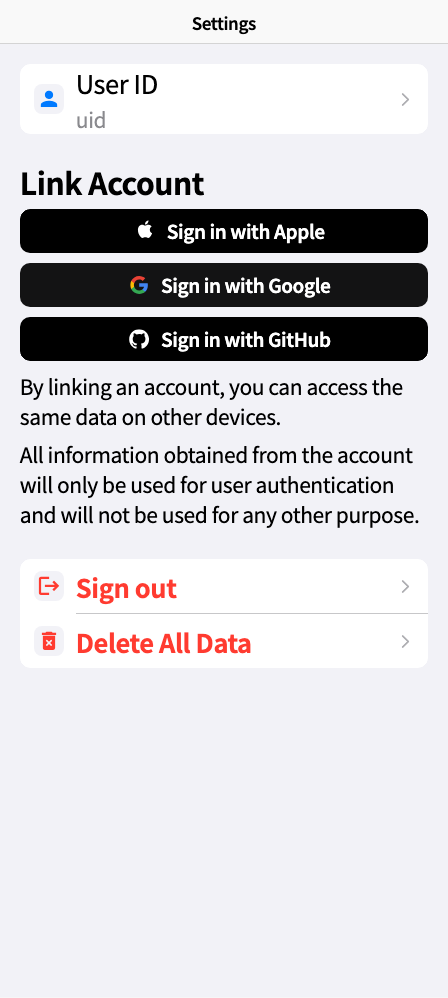 Settings
User ID
uid
Link Account
Sign in with Apple
Sign in with Google
Sign in with GitHub
By linking an account, you can access the
same data on other devices.
All information obtained from the account
will only be used for user authentication
and will not be used for any other purpose.
Sign out
Delete All Data